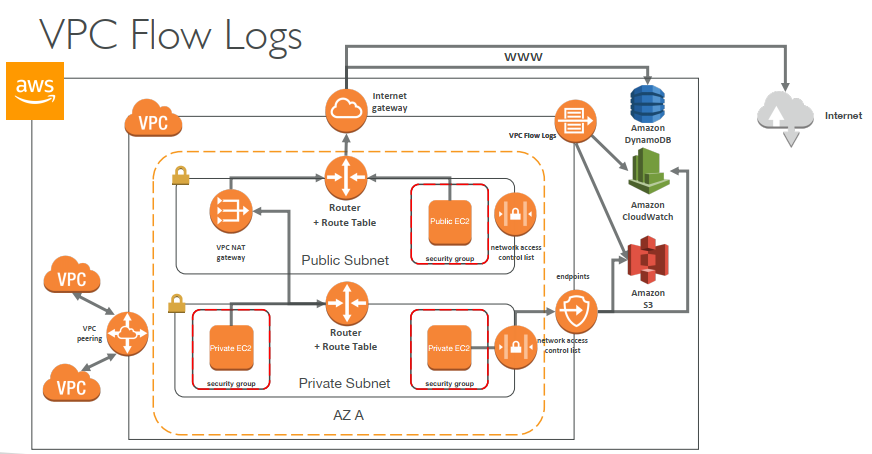 VPC Flow Logs
www
aws
Internet
gateway
VPC
VPC Flow Logs
Amazon
DynamoDB
Internet
Router
+ Route Table
Public EC2
VPC NAT
gateway
Public Subnet
security group
network access
control list
Amazon
CloudWatch
VPC
endpoints
Amazon
S3
VPC
peering
Router
+ Route Table
Private EC2
Private EC2
network access
control list
security group
Private Subnet
security group
VPC
AZ A